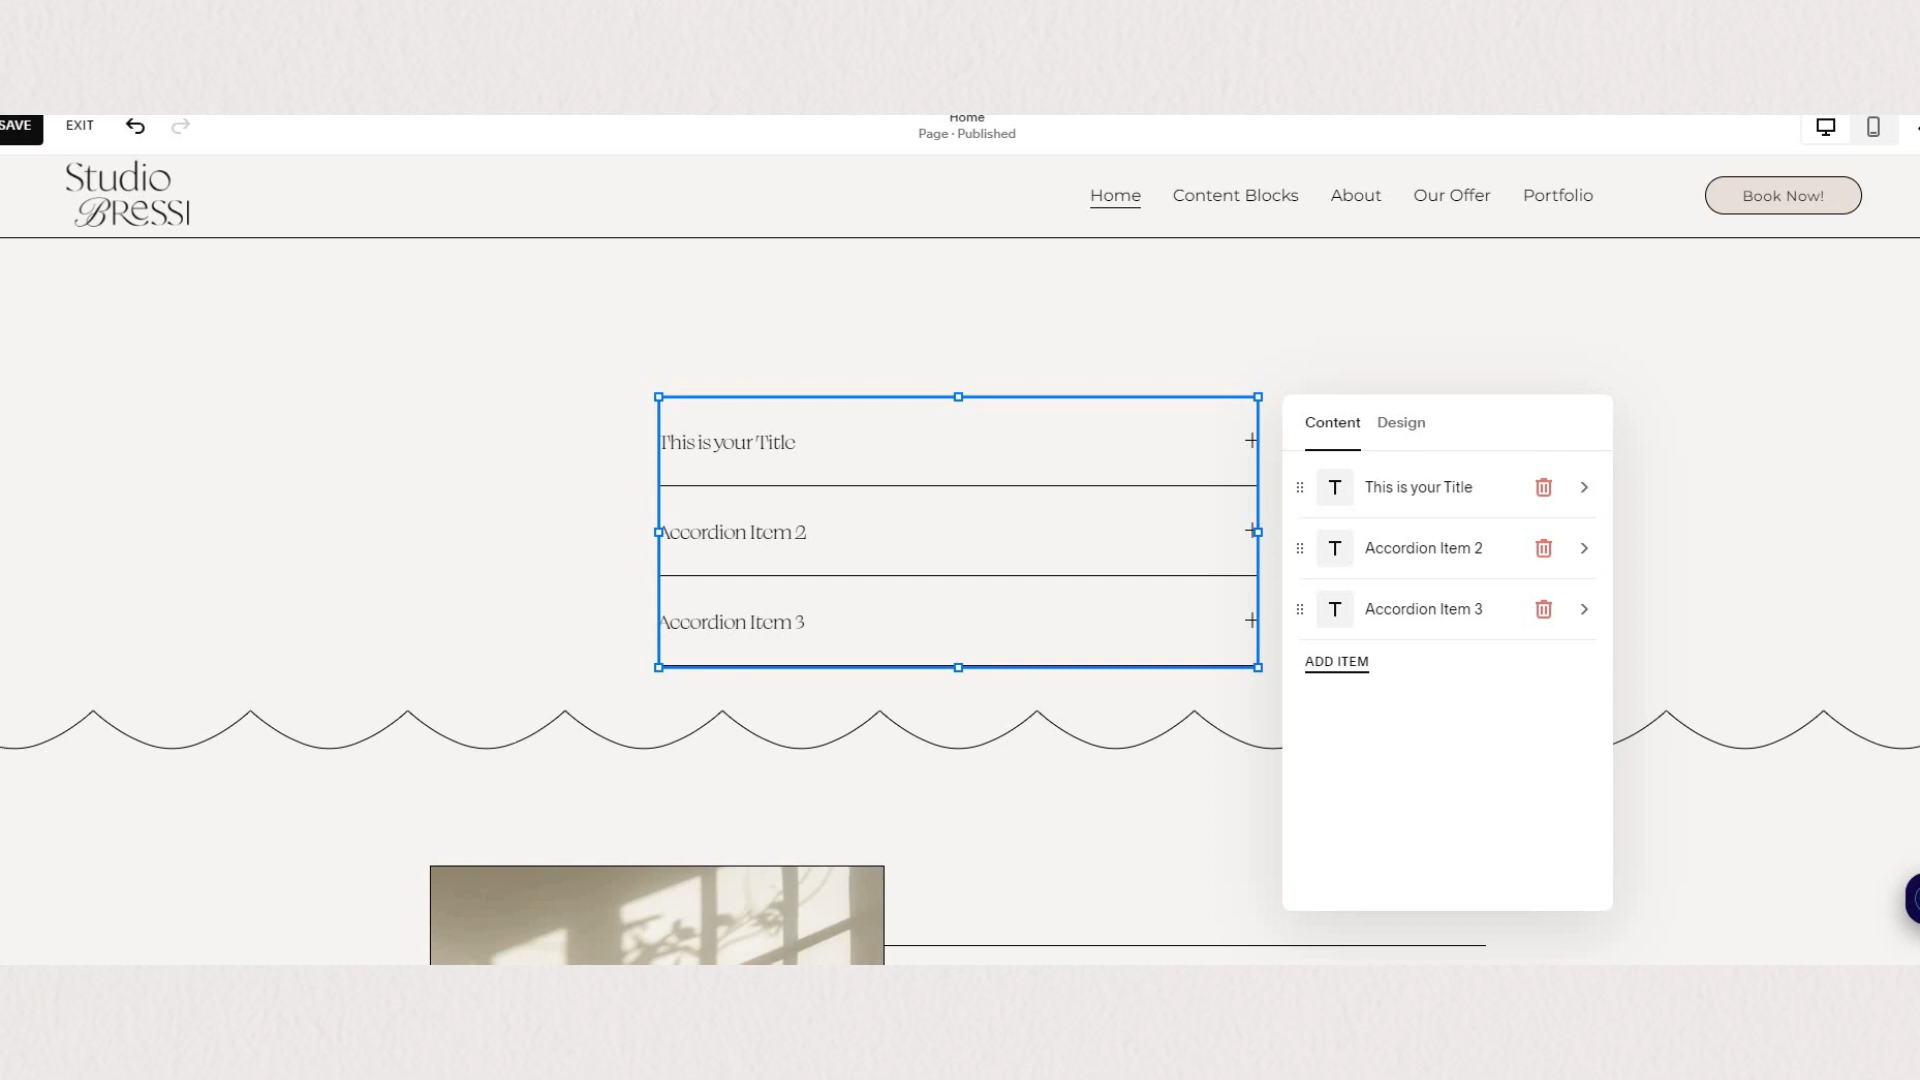 SAVE
EXIT
Home
Page · Published
Studio
BRESSI
Home
Content Blocks
About
Our Offer
Portfolio
Book Now!
This is your Title
Accordion Item 2
Accordion Item 3
Content
Design
This is your Title
Accordion Item 2
Accordion Item 3
ADD ITEM